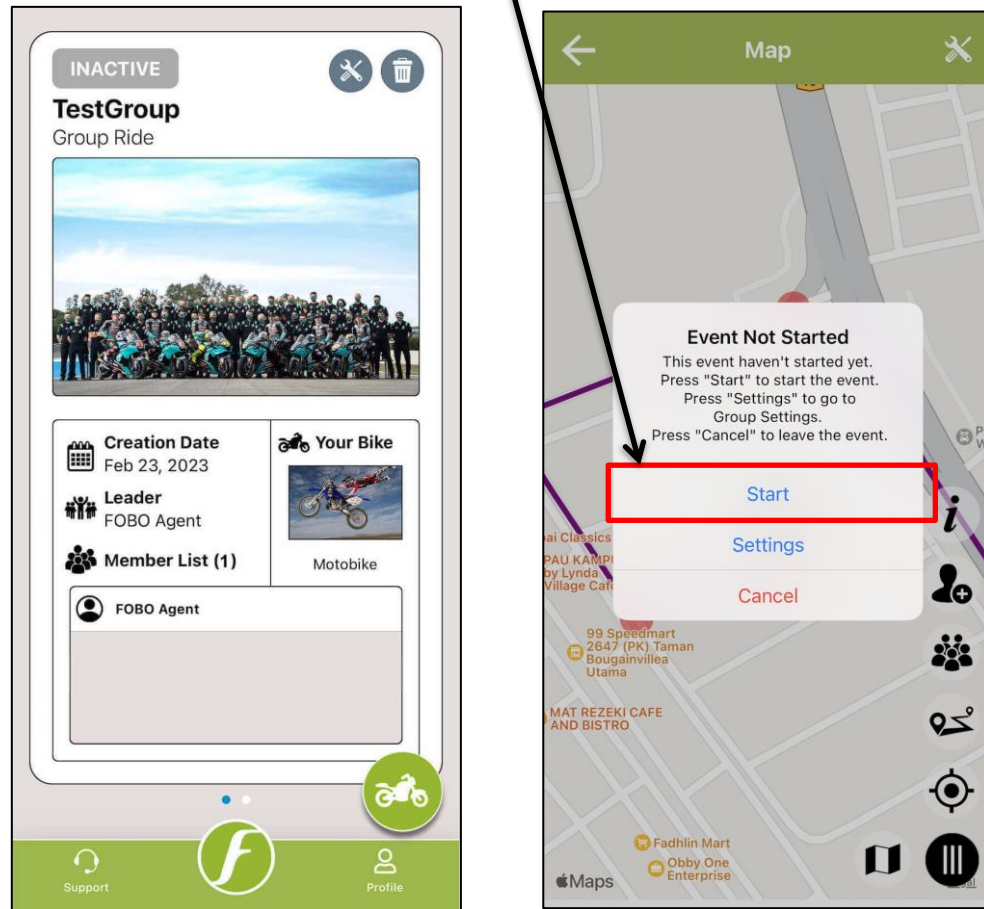 INACTIVE
TestGroup
Group Ride
Creation Date
Feb 23, 2023
Leader
FOBO Agent
Member List (1)
Your Bike
Motobike
FOBO Agent
Support
Profile
Map
Event Not Started
This event haven't started yet.
Press "Start" to start the event.
Press "Settings" to go to
Group Settings.
Press "Cancel" to leave the event.
Start
Settings
Cancel
ai Classics
PAU KAMP
by Lynda
Village Caf
99 Speedmart
2647 (PK) Taman
Bougainvillea
Utama
MAT REZEKI CAFE
AND BISTRO
Fadhlin Mart
Obby One
Enterprise
Maps